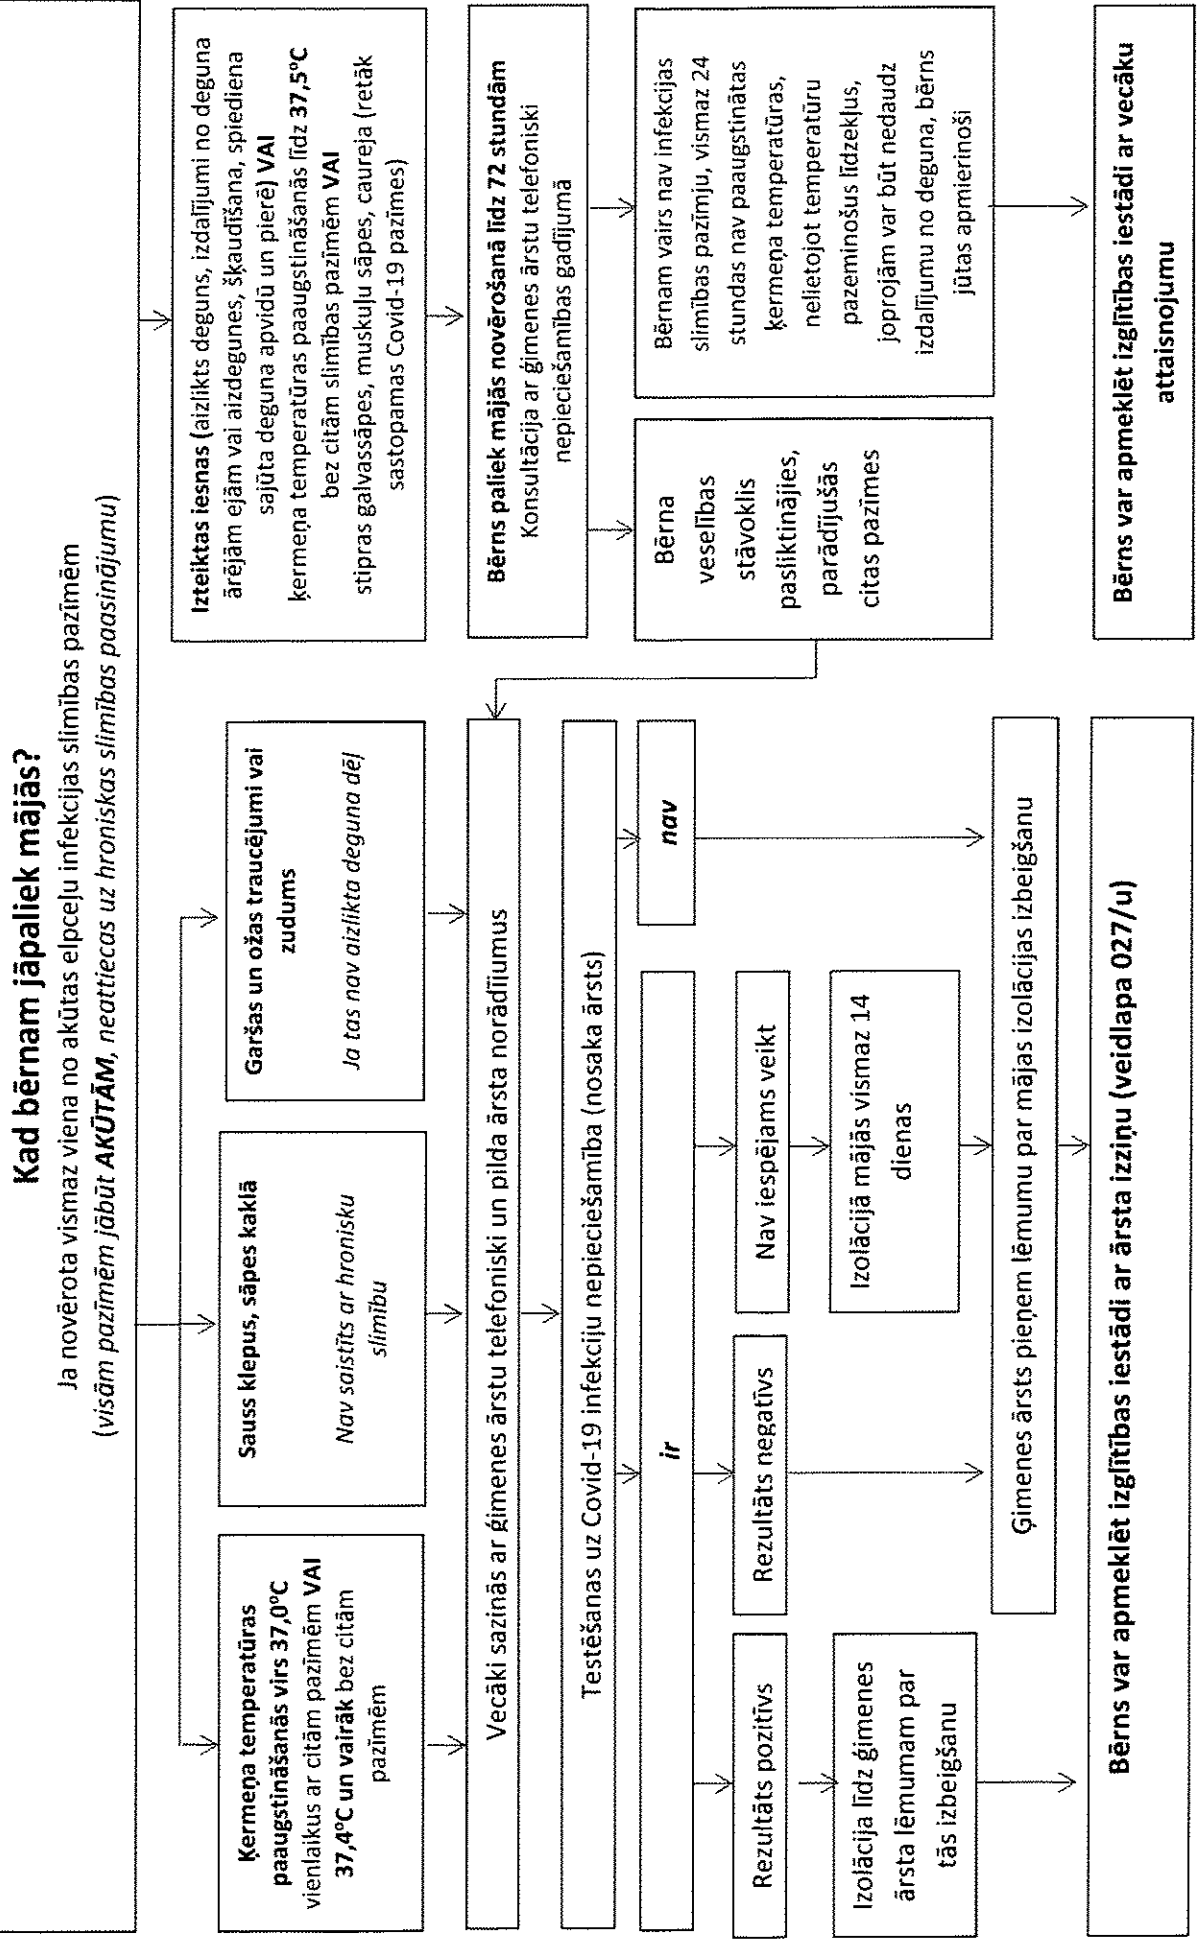 Kad bērnam jāpaliek mājās?
Ja novērota vismaz viena no akūtas elpceļu infekcijas slimības pazīmēm
(visām pazīmēm jābūt AKŪTĀM, neattiecas uz hroniskas slimības paasinājumu)
Ķermeņa temperatūras
paaugstināšanās virs 37,0°C
vienlaikus ar citām pazīmēm VAI
37,4°C un vairāk bez citām
pazīmēm
Sauss klepus, sāpes kaklā
Nav saistīts ar hronisku
slimību
Garšas un ožas traucējumi vai
zudums
Ja tas nav aizlikta deguna dēļ
Izteiktas iesnas (aizlikts deguns, izdalījumi no deguna
ārējām ejām vai aizdegunes, šķaudīšana, spiediena
sajūta deguna apvidū un pierē) VAI
ķermeņa temperatūras paaugstināšanās līdz 37,5°C
bez citām slimības pazīmēm VAI
stipras galvassāpes, muskuļu sāpes, caureja (retāk
sastopamas Covid-19 pazīmes)
Vecāki sazinās ar ģimenes ārstu telefoniski un pilda ārsta norādījumus
Bērns paliek mājās novērošanā līdz 72 stundām
Konsultācija ar ģimenes ārstu telefoniski
nepieciešamības gadījumā
Testēšanas uz Covid-19 infekciju nepieciešamība (nosaka ārsts)
ir
nav
Bērna
veselības
stāvoklis
pasliktinājies,
parādījušās
citas pazīmes
Bērnam vairs nav infekcijas
slimības pazīmju, vismaz 24
stundas nav paaugstinātas
ķermeņa temperatūras,
nelietojot temperatūru
pazeminošus līdzekļus,
joprojām var būt nedaudz
izdalījumu no deguna, bērns
jūtas apmierinoši
Rezultāts pozitīvs
Rezultāts negatīvs
Nav iespējams veikt
Izolācija līdz ģimenes
ārsta lēmumam par
tās izbeigšanu
Izolācijā mājās vismaz 14
dienas
Ģimenes ārsts pieņem lēmumu par mājas izolācijas izbeigšanu
Bērns var apmeklēt izglītības iestādi ar ārsta izziņu (veidlapa 027/u)
Bērns var apmeklēt izglītības iestādi ar vecāku
attaisnojumu